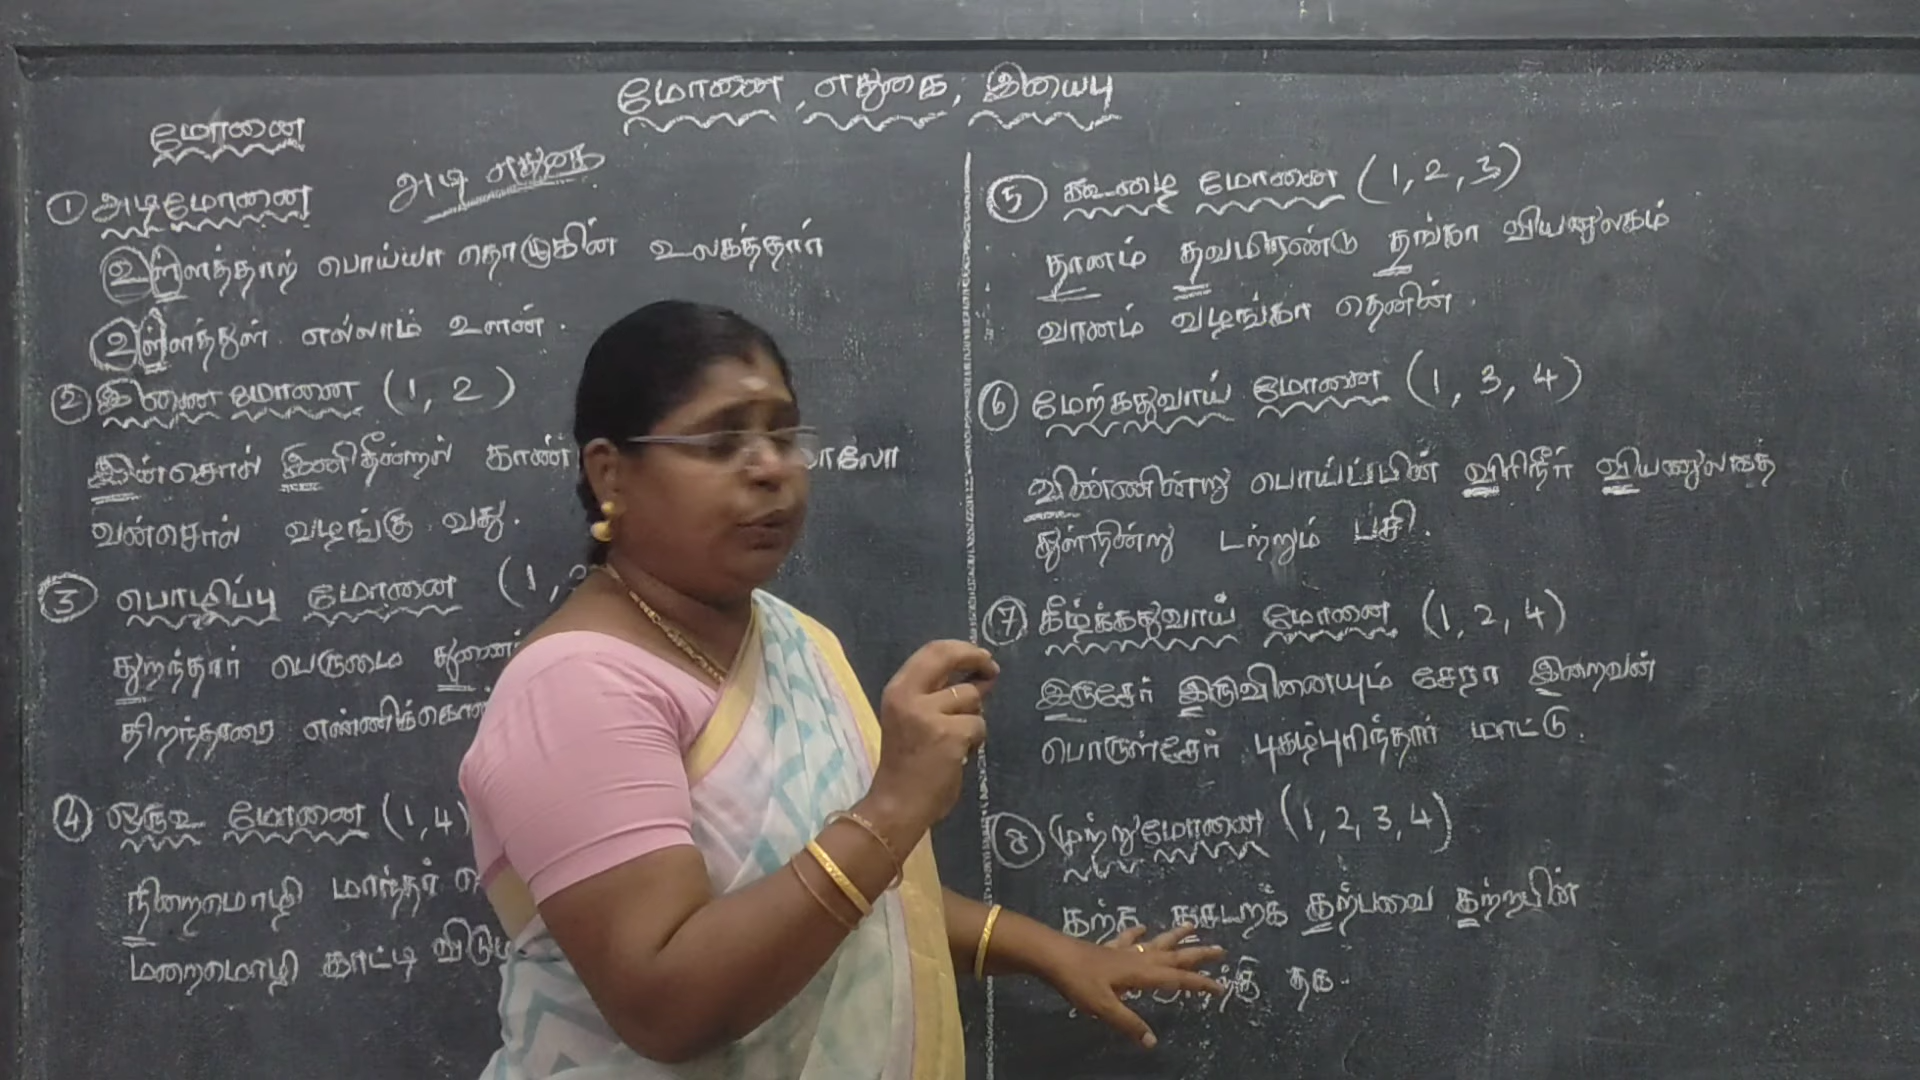 மோனை, எதுகை, இயைபு
மோனை
அடி எதுகை
① அடிமோனை
உள்ளத்தாற் பொய்யா தொழுகின் உலகத்தார்
உள்ளத்துள் எல்லாம் உளன்.
② இணை மோனை (1, 2)
இன்சொல் இனிதீன்றல் காண் லோ
வன்சொல் வழங்கு வது.
③ பொழிப்பு மோனை (1,
துறந்தார் பெருமை துணை
திறந்தாரை எண்ணிக்கொண்
④ ஒரூஉ மோனை (1,4)
நிறைமொழி மாந்தர்
மறைமொழி காட்டி விடும்
⑤ கூழை மோனை (1, 2, 3)
தானம் தவமிரண்டு தங்கா வியனுலகம்
வானம் வழங்கா தெனின்.
⑥ மேற்கதுவாய் மோனை (1, 3, 4)
விண்ணின்று பொய்ப்பின் விரிநீர் வியனுலகத்
துள்நின்று டற்றும் பசி.
⑦ கீழ்க்கதுவாய் மோனை (1, 2, 4)
இருசேர் இருவினையும் சேரா இறைவன்
பொருள்சேர் புகழ்புரிந்தார் மாட்டு.
⑧ முற்றுமோனை (1, 2, 3, 4)
கற்க கசடறக் கற்பவை கற்றபின்
தக.